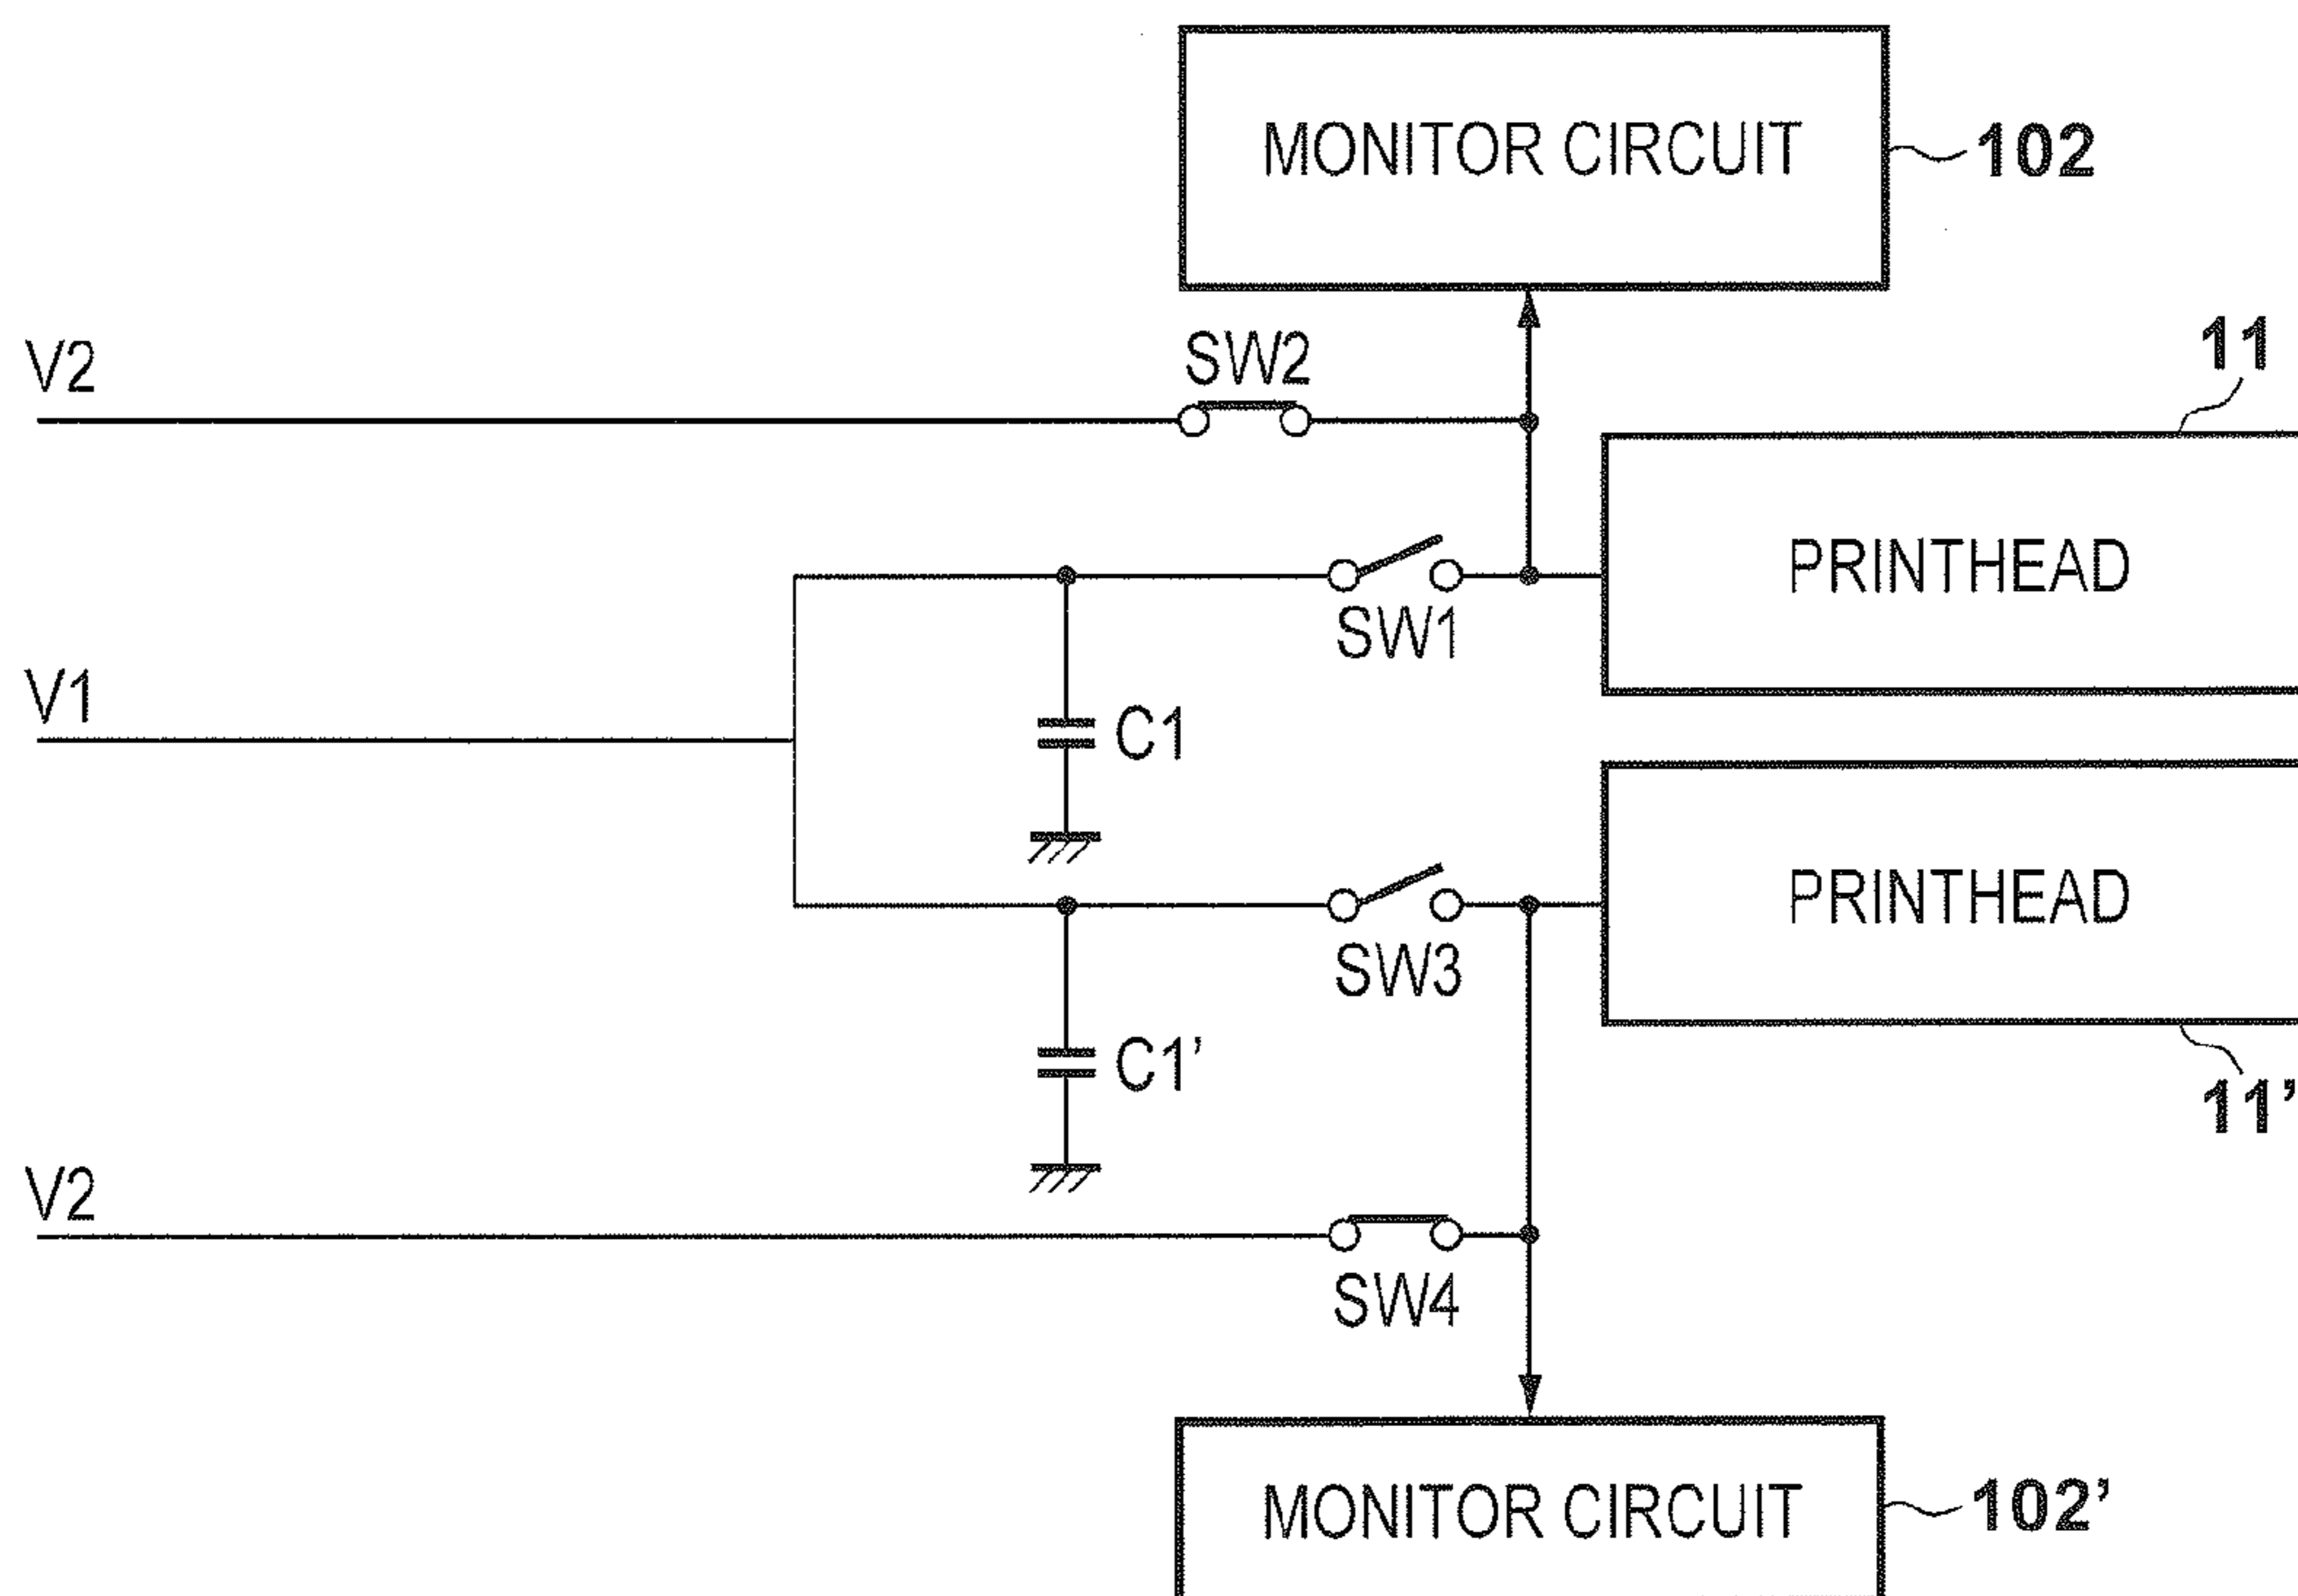 MONITOR CIRCUIT
102
V2
SW2
11
PRINTHEAD
SW1
V1
C1
PRINTHEAD
SW3
C1’
11’
V2
SW4
MONITOR CIRCUIT
102’